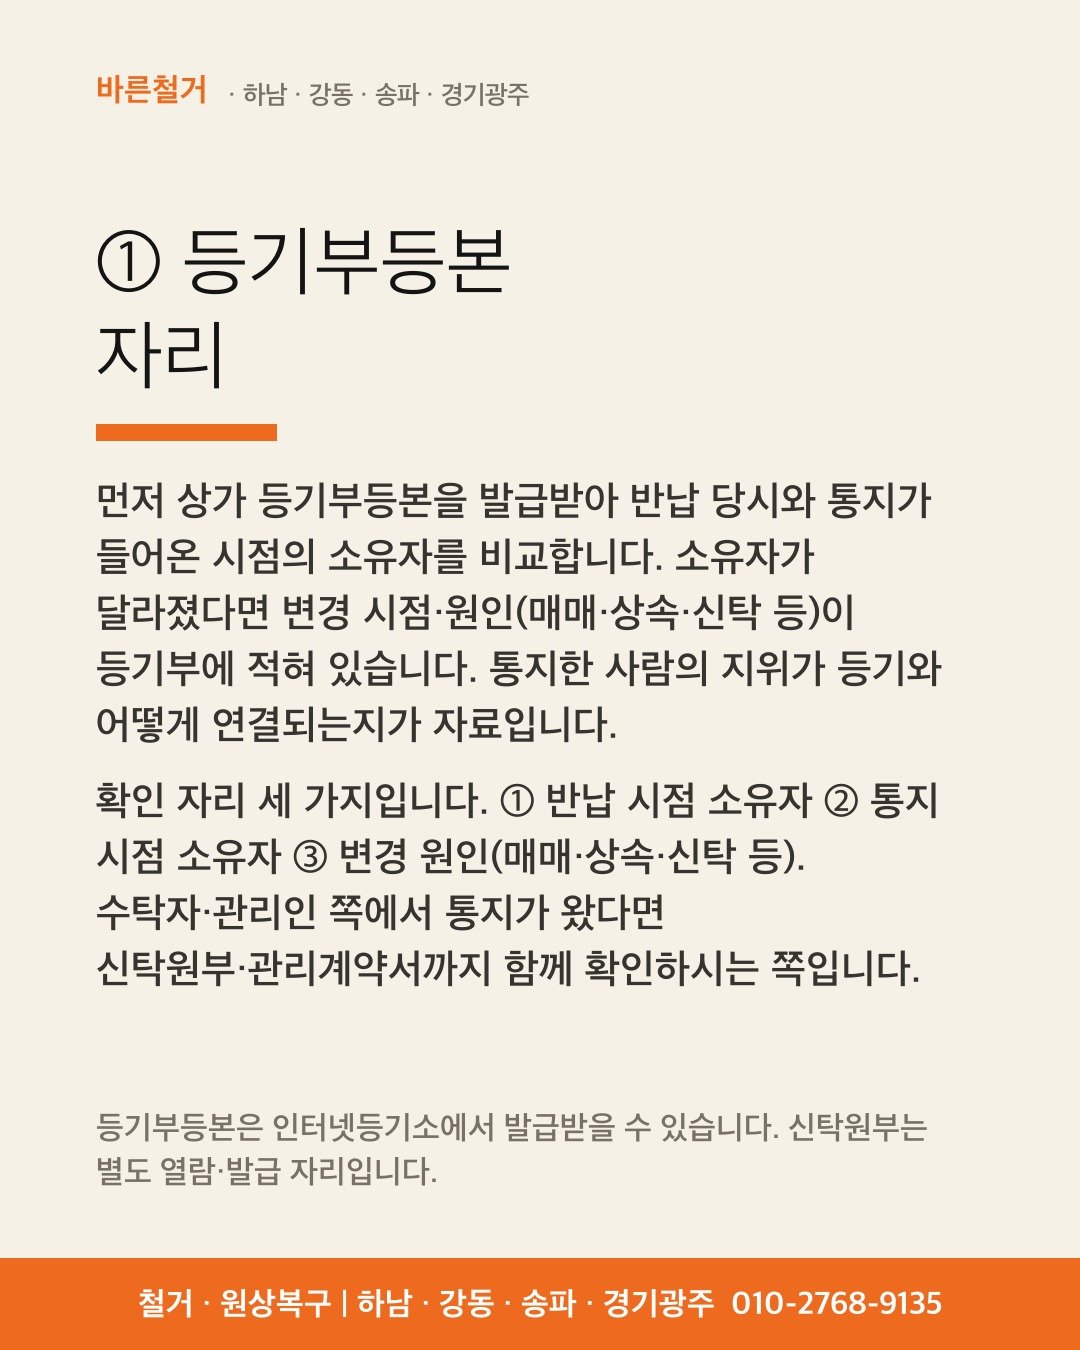 바른철거 · 하남 · 강동 · 송파 · 경기광주
① 등기부등본
자리
먼저 상가 등기부등본을 발급받아 반납 당시와 통지가
들어온 시점의 소유자를 비교합니다. 소유자가
달라졌다면 변경 시점·원인(매매·상속·신탁 등)이
등기부에 적혀 있습니다. 통지한 사람의 지위가 등기와
어떻게 연결되는지가 자료입니다.
확인 자리 세 가지입니다. ① 반납 시점 소유자 ② 통지
시점 소유자 ③ 변경 원인(매매·상속·신탁 등).
수탁자·관리인 쪽에서 통지가 왔다면
신탁원부·관리계약서까지 함께 확인하시는 쪽입니다.
등기부등본은 인터넷등기소에서 발급받을 수 있습니다. 신탁원부는
별도 열람·발급 자리입니다.
철거 · 원상복구 | 하남 · 강동 · 송파 · 경기광주 010-2768-9135